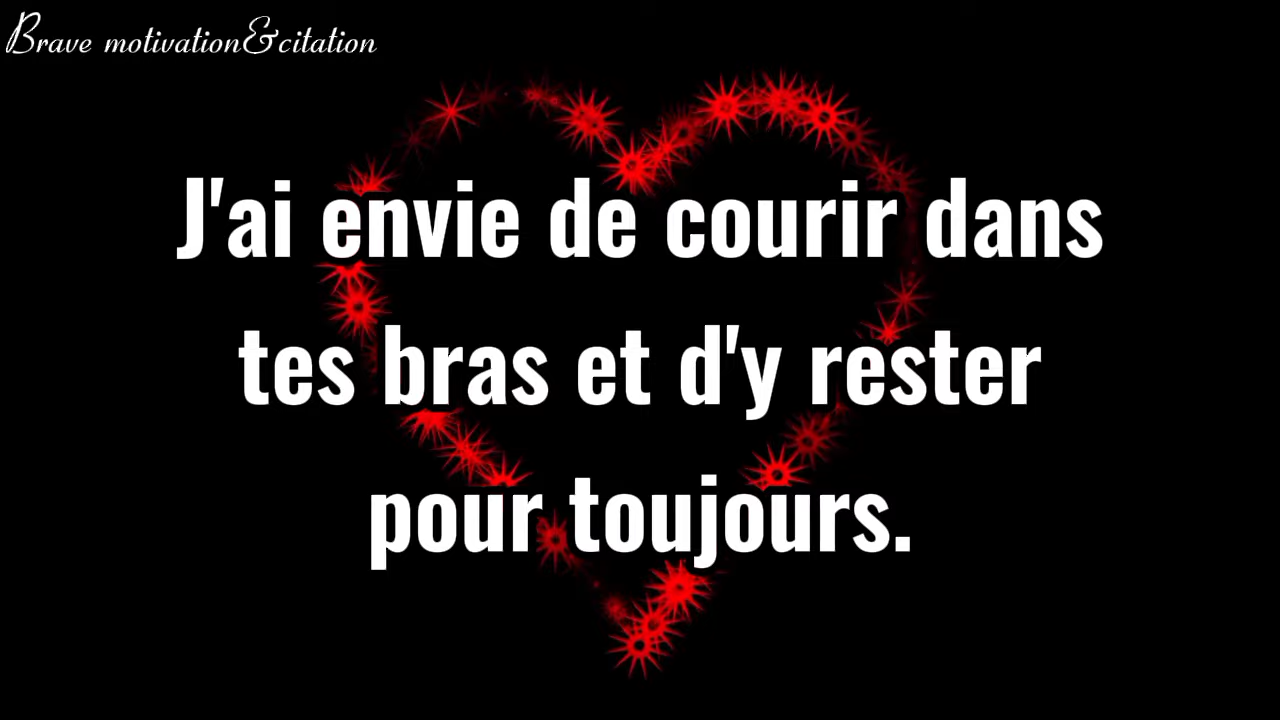 Brave motivation&citation
J'ai envie de courir dans
tes bras et d'y rester
pour toujours.